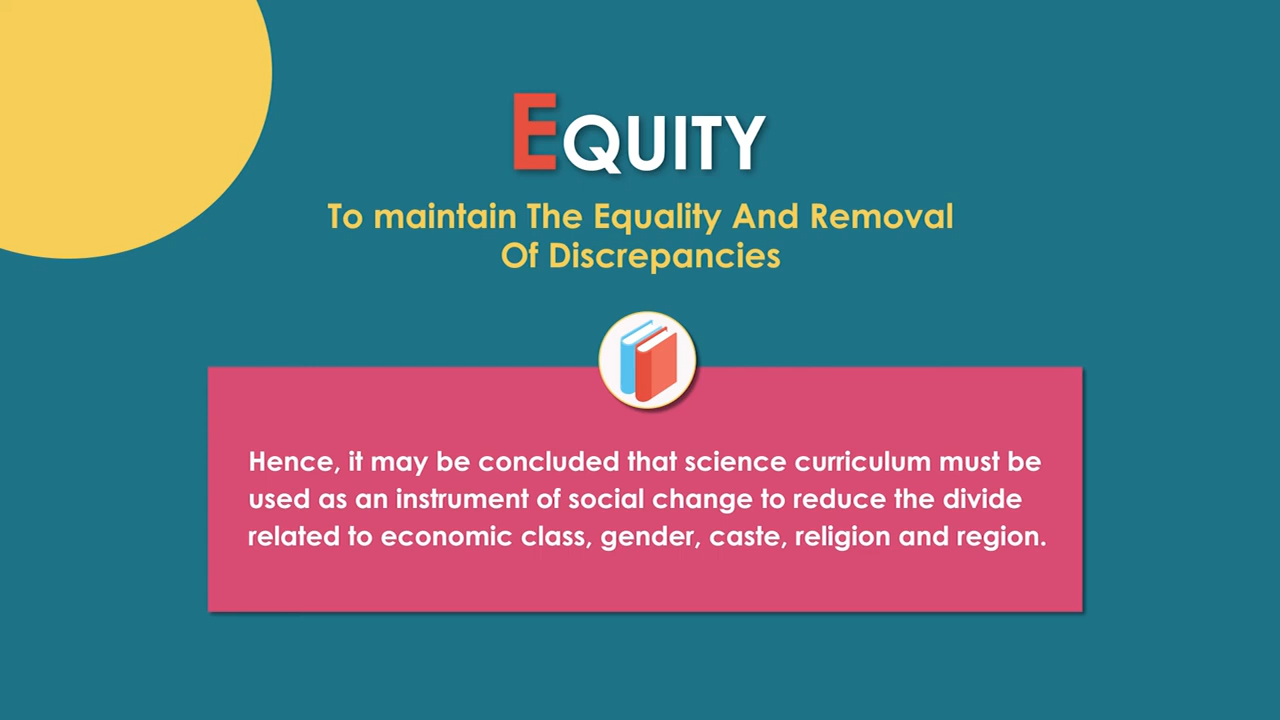 EQUITY
To maintain The Equality And Removal
Of Discrepancies
Hence, it may be concluded that science curriculum must be
used as an instrument of social change to reduce the divide
related to economic class, gender, caste, religion and region.